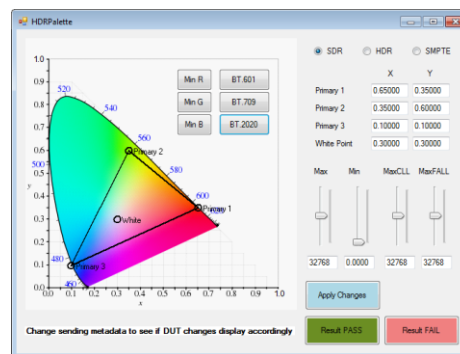 HDRPalette
SDR HDR SMPTE
X Y
Primary 1 0.65000 0.35000
Primary 2 0.35000 0.60000
Primary 3 0.10000 0.10000
White Point 0.30000 0.30000
Max Min MaxCLL MaxFALL
32768 0.0000 32768 32768
Apply Changes
Result PASS Result FAIL
Min R BT.601
Min G BT.709
Min B BT.2020
1.0
0.9
0.8
0.7
0.6
0.5
0.4
0.3
0.2
0.1
0.0
y
520
540
560
500
580
600
480
460
Primary 2
Primary 1
White
Primary 3
0.0 0.1 0.2 0.3 0.4 0.5 0.6 0.7 0.8 0.9 1.0
x
Change sending metadata to see if DUT changes display accordingly